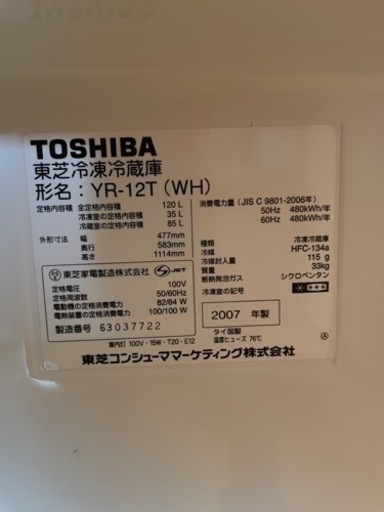 TOSHIBA
東芝冷凍冷蔵庫
形名：YR-12T (WH)
定格内容積 全定格内容積 120 L
冷凍室の定格内容積 35 L
冷蔵室の定格内容積 85 L
外形寸法 幅 477mm
奥行 583mm
高さ 1114mm
東芝家電製造株式会社 S JET
定格電圧 100V
定格周波数 50/60Hz
電動機の定格消費電力 82/84 W
電熱装置の定格消費電力 100/100 W
製造番号 63037722
消費電力量 (JIS C 9801-2006年)
50Hz 480kWh/年
60Hz 480kWh/年
種類 冷凍冷蔵庫
冷媒 HFC-134a
冷媒封入量 115 g
質量 33kg
断熱発泡ガス シクロペンタン
冷凍室の記号
2007 年製
タイ国製
温度ヒューズ 76℃
東芝コンシューママーケティング株式会社 Ⓐ
庫内灯 100V・15W・T20・E12